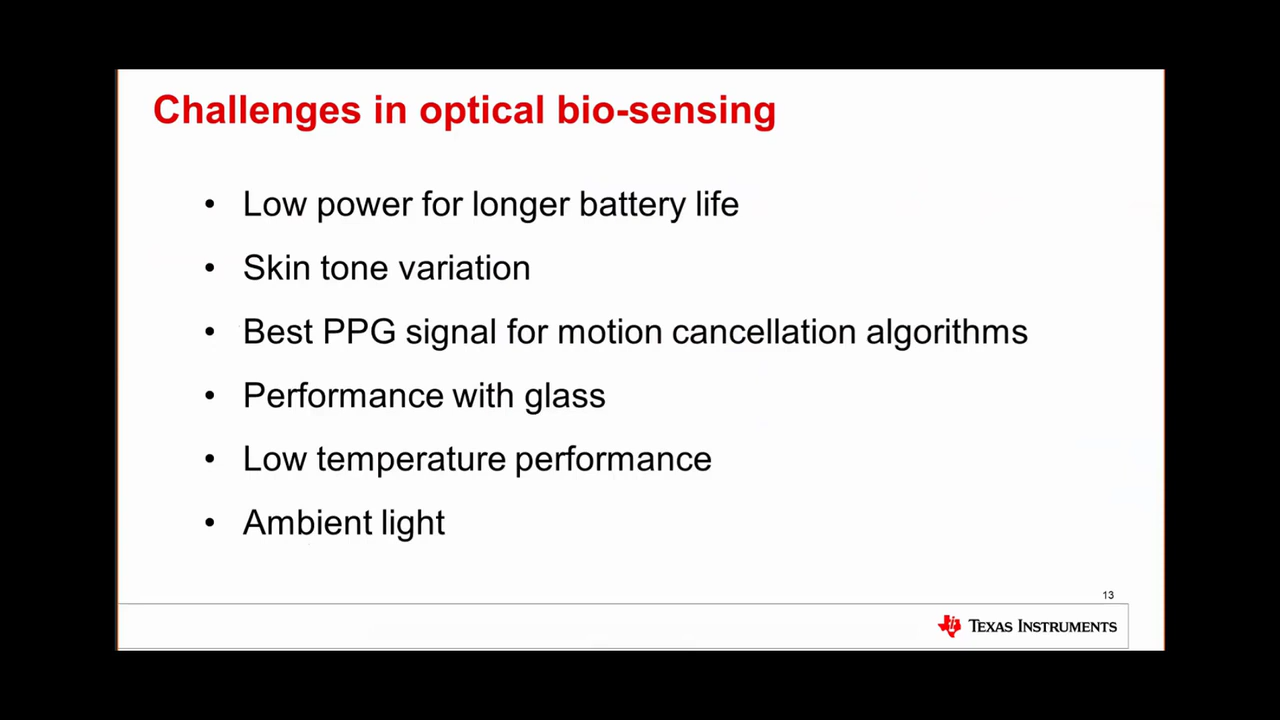 Challenges in optical bio-sensing
• Low power for longer battery life
• Skin tone variation
• Best PPG signal for motion cancellation algorithms
• Performance with glass
• Low temperature performance
• Ambient light
13
TEXAS INSTRUMENTS